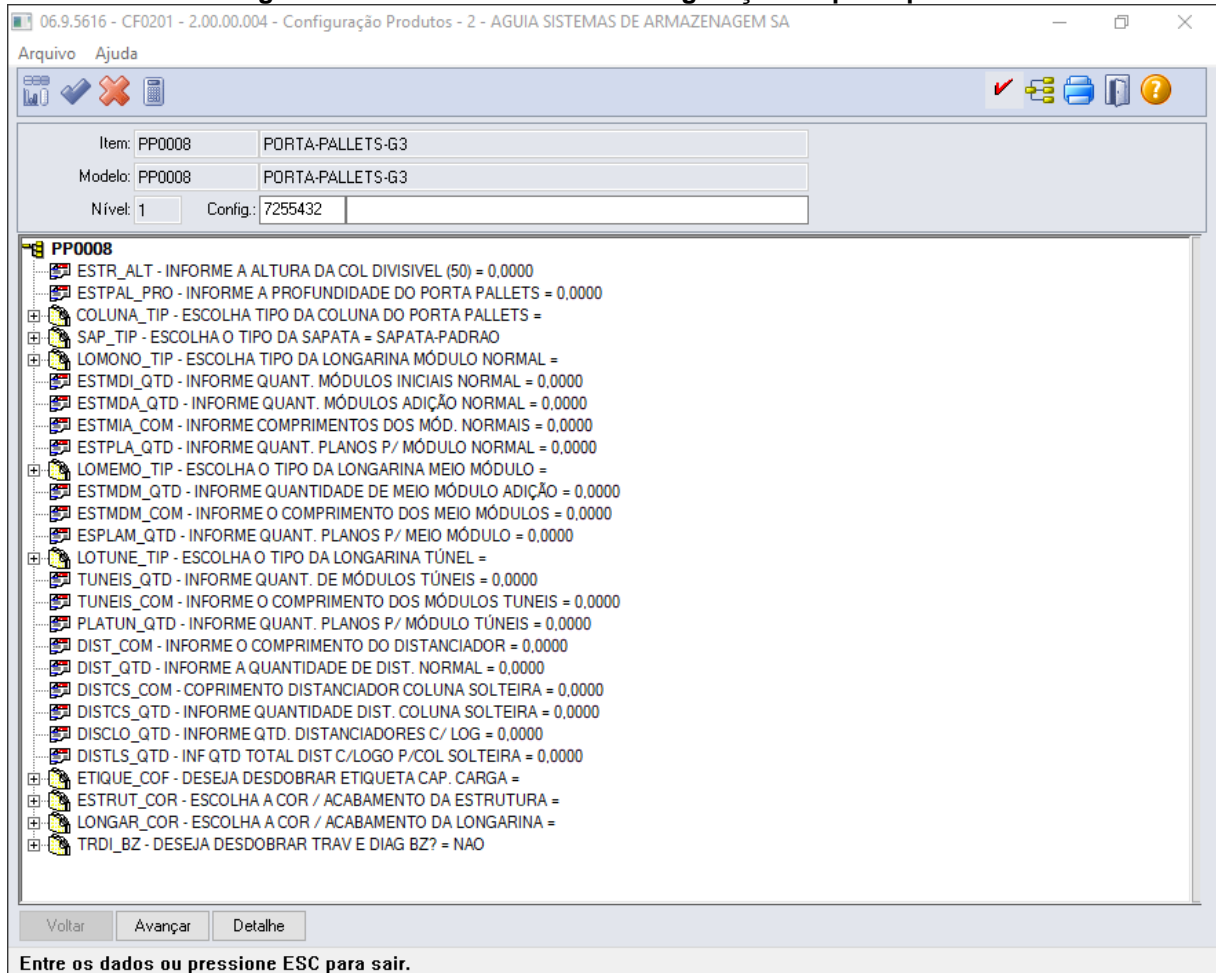 06.9.5616 - CF0201 - 2.00.00.004 - Configuração Produtos - 2 - AGUIA SISTEMAS DE ARMAZENAGEM SA
Arquivo Ajuda
Item: PP0008 PORTA-PALLETS-G3
Modelo: PP0008 PORTA-PALLETS-G3
Nível: 1 Config.: 7255432
PP0008
ESTR_ALT - INFORME A ALTURA DA COL DIVISIVEL (50) = 0,0000
ESTPAL_PRO - INFORME A PROFUNDIDADE DO PORTA PALLETS = 0,0000
COLUNA_TIP - ESCOLHA TIPO DA COLUNA DO PORTA PALLETS =
SAP_TIP - ESCOLHA O TIPO DA SAPATA = SAPATA-PADRAO
LOMONO_TIP - ESCOLHA TIPO DA LONGARINA MÓDULO NORMAL =
ESTMDI_QTD - INFORME QUANT. MÓDULOS INICIAIS NORMAL = 0,0000
ESTMDA_QTD - INFORME QUANT. MÓDULOS ADIÇÃO NORMAL = 0,0000
ESTMIA_COM - INFORME COMPRIMENTOS DOS MÓD. NORMAIS = 0,0000
ESTPLA_QTD - INFORME QUANT. PLANOS P/ MÓDULO NORMAL = 0,0000
LOMEMO_TIP - ESCOLHA O TIPO DA LONGARINA MEIO MÓDULO =
ESTMDM_QTD - INFORME QUANTIDADE DE MEIO MÓDULO ADIÇÃO = 0,0000
ESTMDM_COM - INFORME O COMPRIMENTO DOS MEIO MÓDULOS = 0,0000
ESPLAM_QTD - INFORME QUANT. PLANOS P/ MEIO MÓDULO = 0,0000
LOTUNE_TIP - ESCOLHA O TIPO DA LONGARINA TÚNEL =
TUNEIS_QTD - INFORME QUANT. DE MÓDULOS TÚNEIS = 0,0000
TUNEIS_COM - INFORME O COMPRIMENTO DOS MÓDULOS TUNEIS = 0,0000
PLATUN_QTD - INFORME QUANT. PLANOS P/ MÓDULO TÚNEIS = 0,0000
DIST_COM - INFORME O COMPRIMENTO DO DISTANCIADOR = 0,0000
DIST_QTD - INFORME A QUANTIDADE DE DIST. NORMAL = 0,0000
DISTCS_COM - COPRIMENTO DISTANCIADOR COLUNA SOLTEIRA = 0,0000
DISTCS_QTD - INFORME QUANTIDADE DIST. COLUNA SOLTEIRA = 0,0000
DISCLO_QTD - INFORME QTD. DISTANCIADORES C/ LOG = 0,0000
DISTLS_QTD - INF QTD TOTAL DIST C/LOGO P/COL SOLTEIRA = 0,0000
ETIQUE_COF - DESEJA DESDOBRAR ETIQUETA CAP. CARGA =
ESTRUT_COR - ESCOLHA A COR / ACABAMENTO DA ESTRUTURA =
LONGAR_COR - ESCOLHA A COR / ACABAMENTO DA LONGARINA =
TRDI_BZ - DESEJA DESDOBRAR TRAV E DIAG BZ? = NAO
Voltar Avançar Detalhe
Entre os dados ou pressione ESC para sair.